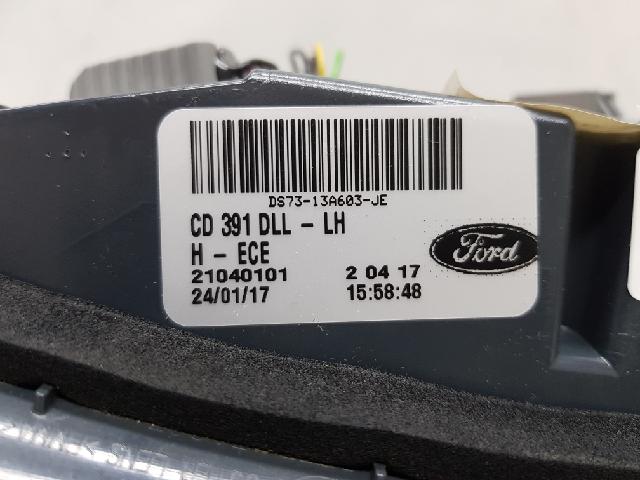 DS73-13A603-JE
CD 391 DLL - LH
H - ECE
Ford
21040101 2 04 17
24/01/17 15:58:48